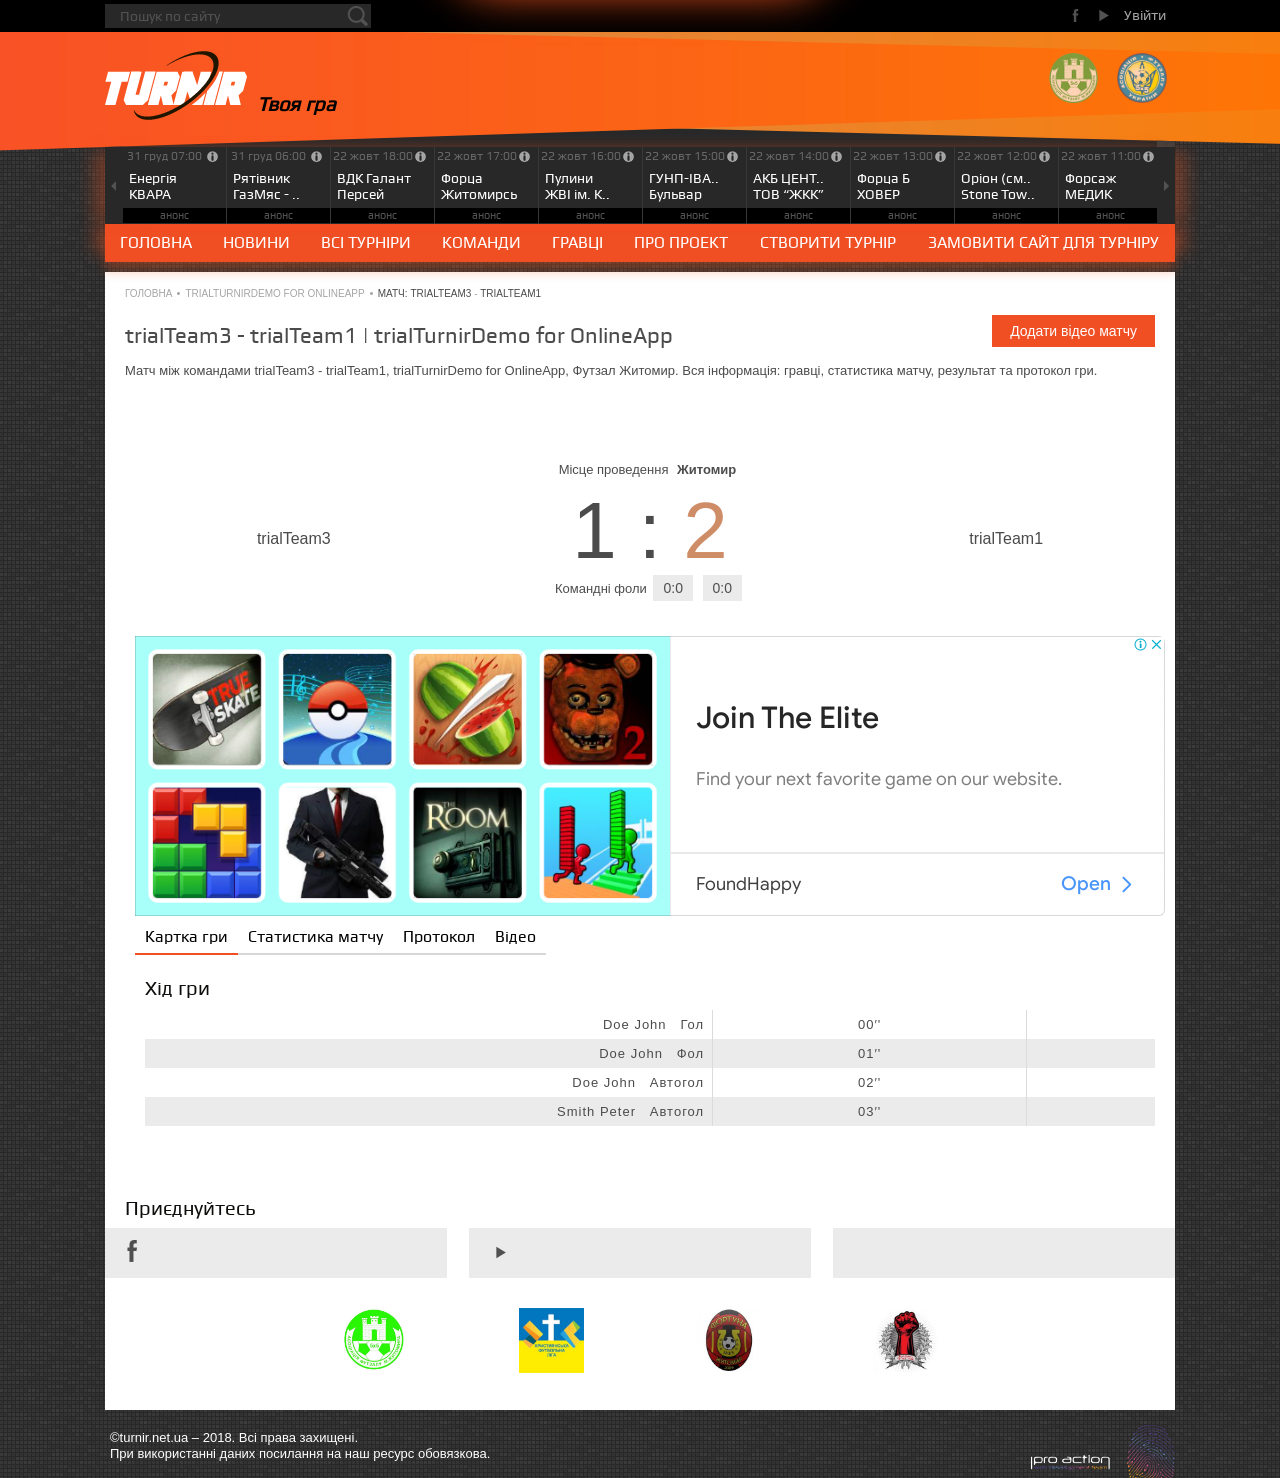 Пошук по сайту
Увійти
TURNIR
Твоя гра
31 груд 07:00
Енергія
КВАРА
анонс
31 груд 06:00
Рятівник
ГазМяс - ..
анонс
22 жовт 18:00
ВДК Галант
Персей
анонс
22 жовт 17:00
Форца
Житомирсь
анонс
22 жовт 16:00
Пулини
ЖВІ ім. К..
анонс
22 жовт 15:00
ГУНП-ІВА..
Бульвар
анонс
22 жовт 14:00
АКБ ЦЕНТ..
ТОВ “ЖКК”
анонс
22 жовт 13:00
Форца Б
ХОВЕР
анонс
22 жовт 12:00
Оріон (см..
Stone Tow..
анонс
22 жовт 11:00
Форсаж
МЕДИК
анонс
ГОЛОВНА НОВИНИ ВСІ ТУРНІРИ КОМАНДИ ГРАВЦІ ПРО ПРОЕКТ СТВОРИТИ ТУРНІР ЗАМОВИТИ САЙТ ДЛЯ ТУРНІРУ
ГОЛОВНА • TRIALTURNIRDEMO FOR ONLINEAPP • МАТЧ: TRIALTEAM3 - TRIALTEAM1
trialTeam3 - trialTeam1 | trialTurnirDemo for OnlineApp
Додати відео матчу
Матч між командами trialTeam3 - trialTeam1, trialTurnirDemo for OnlineApp, Футзал Житомир. Вся інформація: гравці, статистика матчу, результат та протокол гри.
Місце проведення Житомир
trialTeam3
1 : 2
trialTeam1
Командні фоли 0:0 0:0
TRUE SKATE
2
THE ROOM
Join The Elite
Find your next favorite game on our website.
FoundHappy
Open
Картка гри Статистика матчу Протокол Відео
Хід гри
Doe John Гол 00''
Doe John Фол 01''
Doe John Автогол 02''
Smith Peter Автогол 03''
Приєднуйтесь
ХРИСТИЯНСЬКА
ФУТБОЛЬНА
ЛІГА
ФОРТУНА
ЖИТОМИР
©turnir.net.ua – 2018. Всі права захищені.
При використанні даних посилання на наш ресурс обовязкова.
pro action